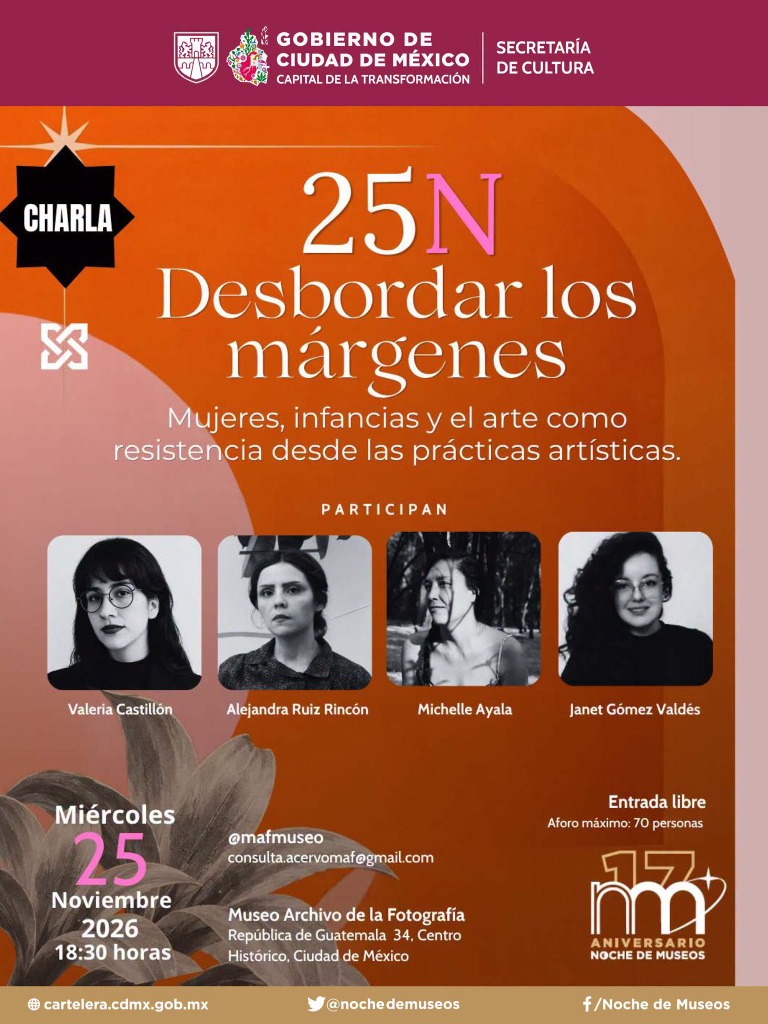 GOBIERNO DE
CIUDAD DE MÉXICO
CAPITAL DE LA TRANSFORMACIÓN
SECRETARÍA
DE CULTURA
CHARLA
25N
Desbordar los
márgenes
Mujeres, infancias y el arte como
resistencia desde las prácticas artísticas.
PARTICIPAN
Valeria Castillón
Alejandra Ruiz Rincón
Michelle Ayala
Janet Gómez Valdés
Miércoles
25
Noviembre
2026
18:30 horas
@mafmuseo
consulta.acervomaf@gmail.com
Museo Archivo de la Fotografía
República de Guatemala 34, Centro
Histórico, Ciudad de México
Entrada libre
Aforo máximo: 70 personas
17
nm
ANIVERSARIO
NOCHE DE MUSEOS
cartelera.cdmx.gob.mx
@nochedemuseos
/Noche de Museos